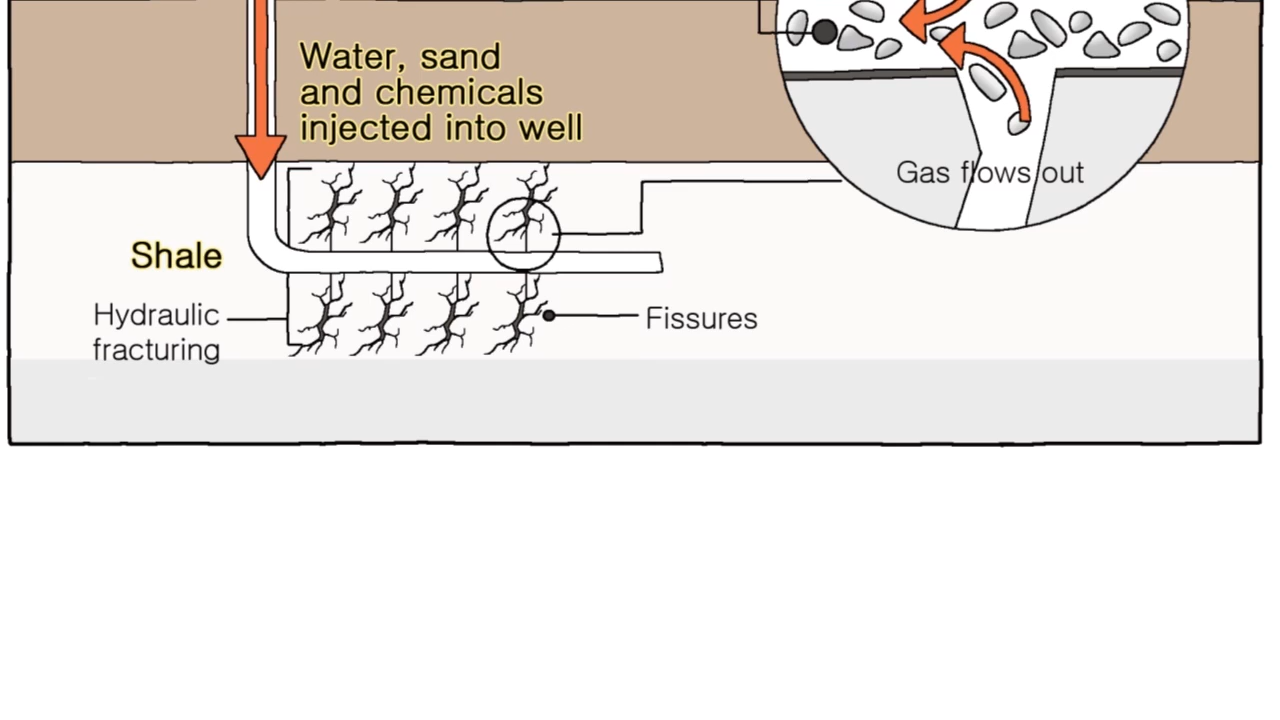 Water, sand
and chemicals
injected into well
Gas flows out
Shale
Hydraulic
fracturing
Fissures